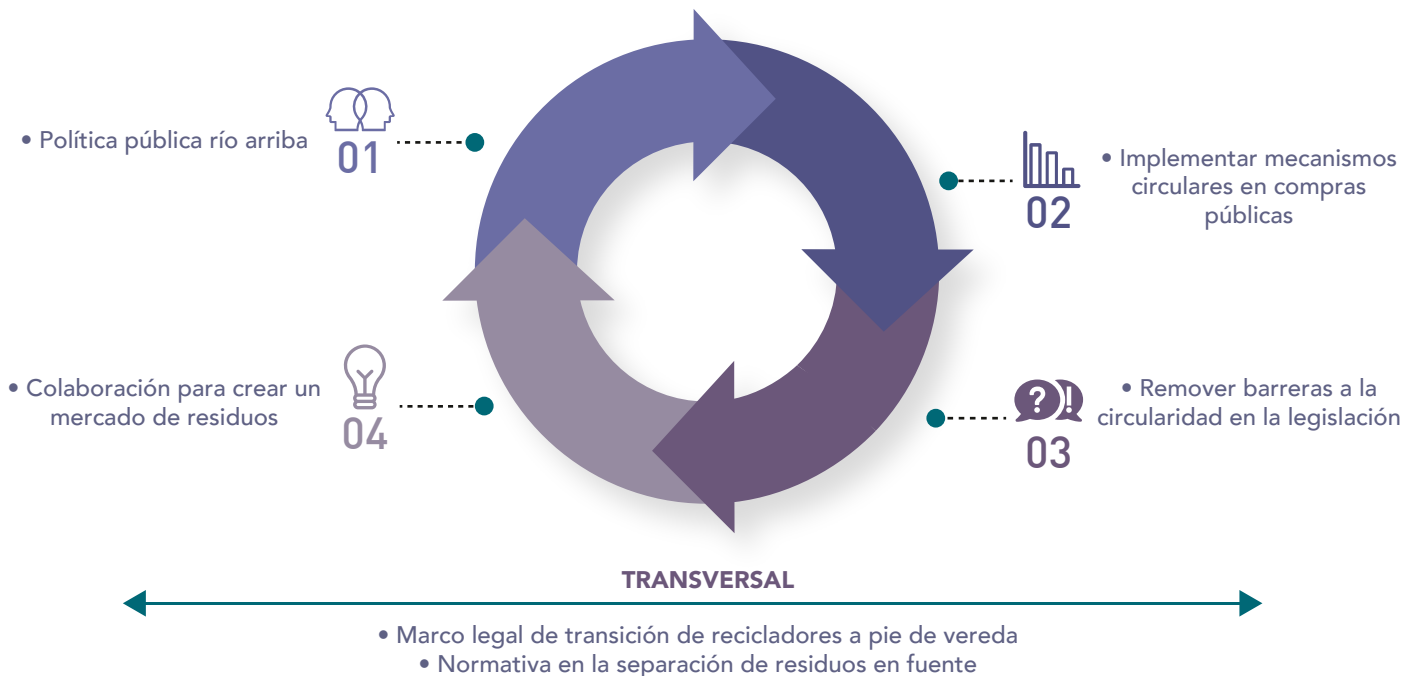 • Política pública río arriba
01
• Implementar mecanismos
circulares en compras
públicas
02
• Remover barreras a la
circularidad en la legislación
?!
03
• Colaboración para crear un
mercado de residuos
04
TRANSVERSAL
• Marco legal de transición de recicladores a pie de vereda
• Normativa en la separación de residuos en fuente